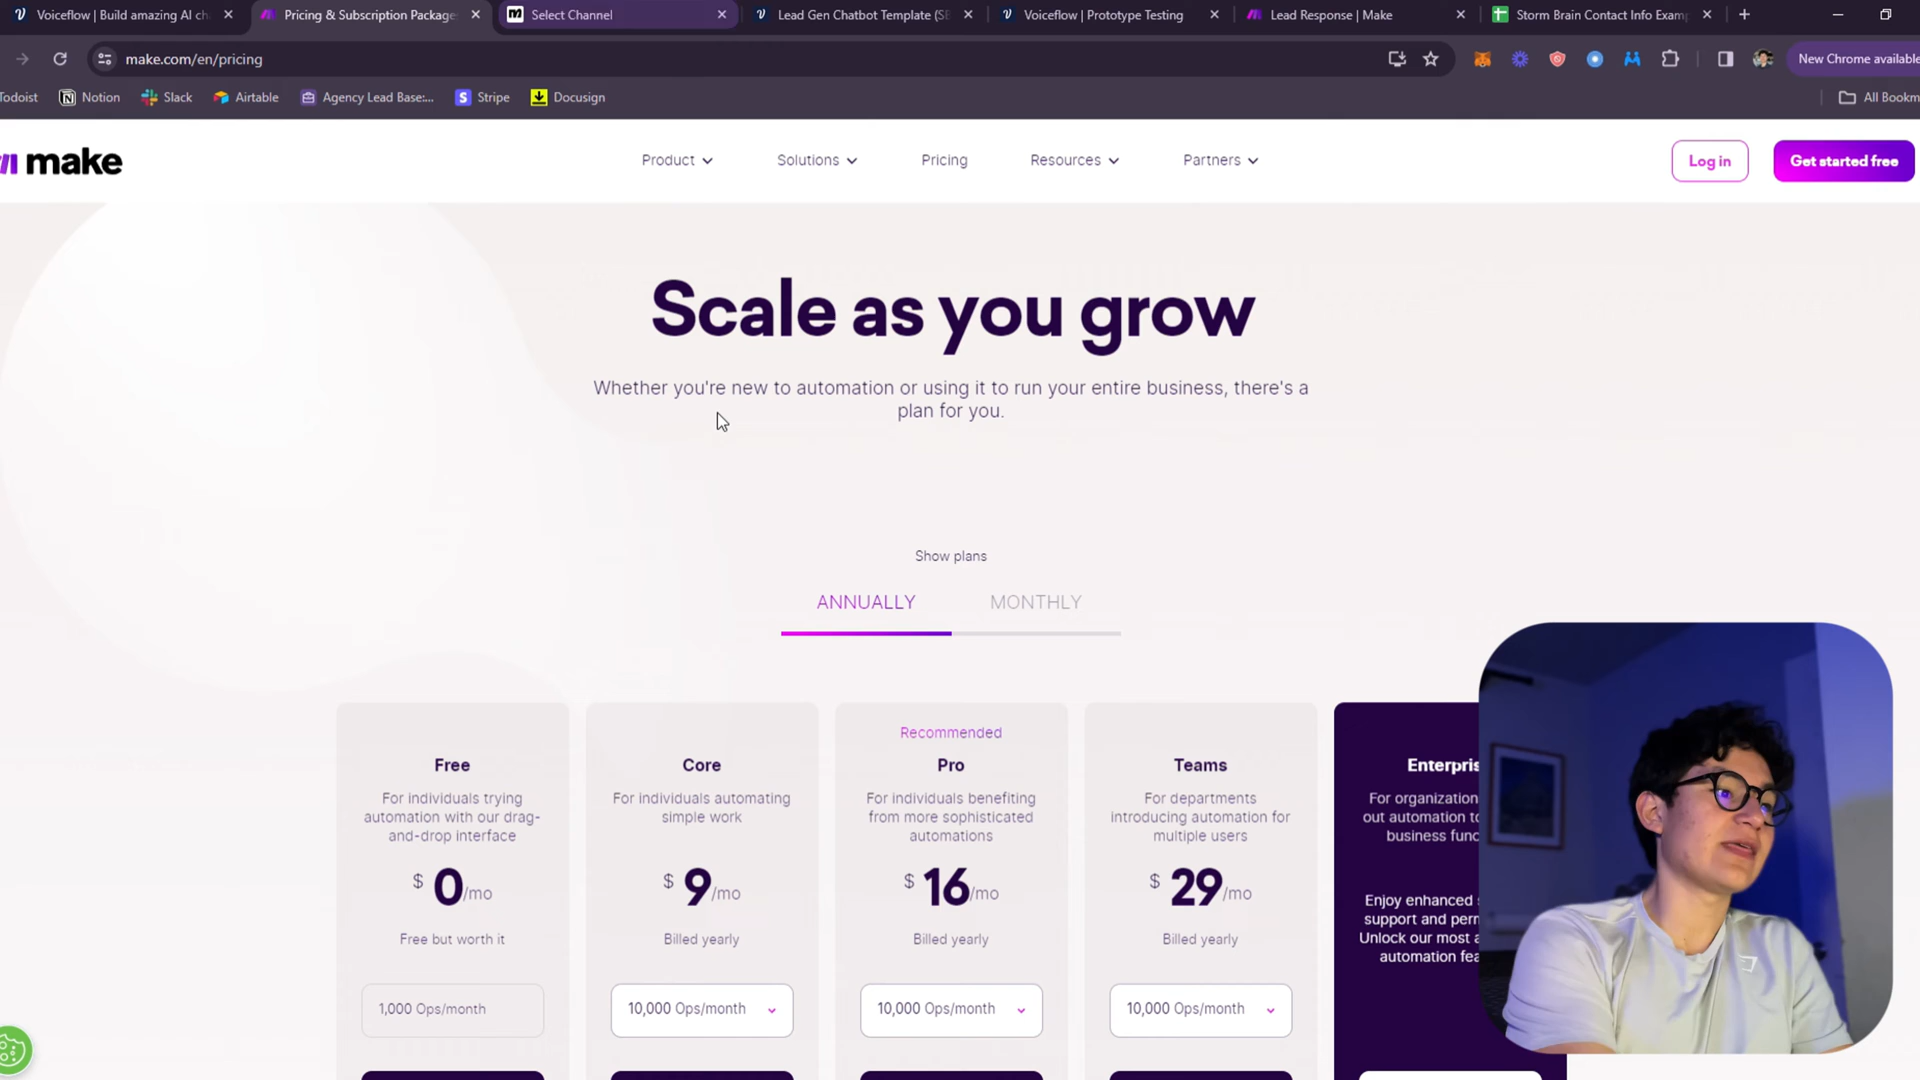 Voiceflow | Build amazing AI ch
Pricing & Subscription Package
Select Channel
Lead Gen Chatbot Template (SB
Voiceflow | Prototype Testing
Lead Response | Make
Storm Brain Contact Info Examp
make.com/en/pricing
New Chrome available
Todoist
Notion
Slack
Airtable
Agency Lead Base:...
Stripe
Docusign
All Bookm
make
Product
Solutions
Pricing
Resources
Partners
Log in
Get started free
Scale as you grow
Whether you're new to automation or using it to run your entire business, there's a
plan for you.
Show plans
ANNUALLY
MONTHLY
Free
For individuals trying
automation with our drag-
and-drop interface
$ 0/mo
Free but worth it
1,000 Ops/month
Core
For individuals automating
simple work
$ 9/mo
Billed yearly
10,000 Ops/month
Recommended
Pro
For individuals benefiting
from more sophisticated
automations
$ 16/mo
Billed yearly
10,000 Ops/month
Teams
For departments
introducing automation for
multiple users
$ 29/mo
Billed yearly
10,000 Ops/month
Enterpris
For organization
out automation to
business func
Enjoy enhanced s
support and pern
Unlock our most a
automation fea